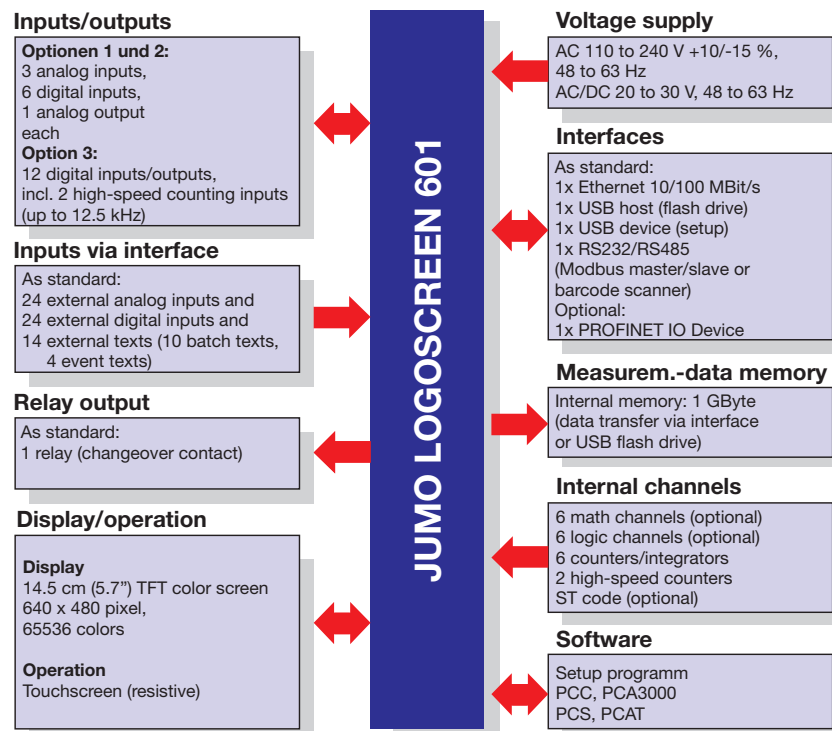 Inputs/outputs
Optionen 1 und 2:
3 analog inputs,
6 digital inputs,
1 analog output
each
Option 3:
12 digital inputs/outputs,
incl. 2 high-speed counting inputs
(up to 12.5 kHz)
Inputs via interface
As standard:
24 external analog inputs and
24 external digital inputs and
14 external texts (10 batch texts,
4 event texts)
Relay output
As standard:
1 relay (changeover contact)
Display/operation
Display
14.5 cm (5.7”) TFT color screen
640 x 480 pixel,
65536 colors
Operation
Touchscreen (resistive)
JUMO LOGOSCREEN 601
Voltage supply
AC 110 to 240 V +10/-15 %,
48 to 63 Hz
AC/DC 20 to 30 V, 48 to 63 Hz
Interfaces
As standard:
1x Ethernet 10/100 MBit/s
1x USB host (flash drive)
1x USB device (setup)
1x RS232/RS485
(Modbus master/slave or
barcode scanner)
Optional:
1x PROFINET IO Device
Measurem.-data memory
Internal memory: 1 GByte
(data transfer via interface
or USB flash drive)
Internal channels
6 math channels (optional)
6 logic channels (optional)
6 counters/integrators
2 high-speed counters
ST code (optional)
Software
Setup programm
PCC, PCA3000
PCS, PCAT